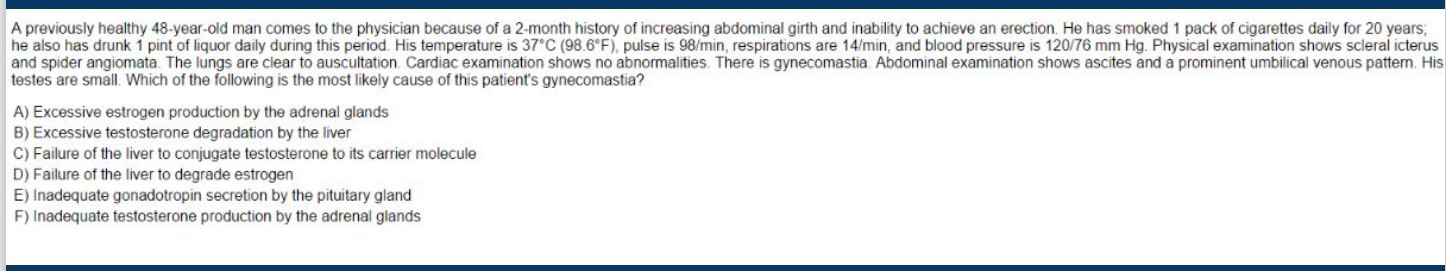 A previously healthy 48-year-old man comes to the physician because of a 2-month history of increasing abdominal girth and inability to achieve an erection. He has smoked 1 pack of cigarettes daily for 20 years;
he also has drunk 1 pint of liquor daily during this period. His temperature is 37°C (98.6°F), pulse is 98/min, respirations are 14/min, and blood pressure is 120/76 mm Hg. Physical examination shows scleral icterus
and spider angiomata. The lungs are clear to auscultation. Cardiac examination shows no abnormalities. There is gynecomastia. Abdominal examination shows ascites and a prominent umbilical venous pattern. His
testes are small. Which of the following is the most likely cause of this patient's gynecomastia?
A) Excessive estrogen production by the adrenal glands
B) Excessive testosterone degradation by the liver
C) Failure of the liver to conjugate testosterone to its carrier molecule
D) Failure of the liver to degrade estrogen
E) Inadequate gonadotropin secretion by the pituitary gland
F) Inadequate testosterone production by the adrenal glands